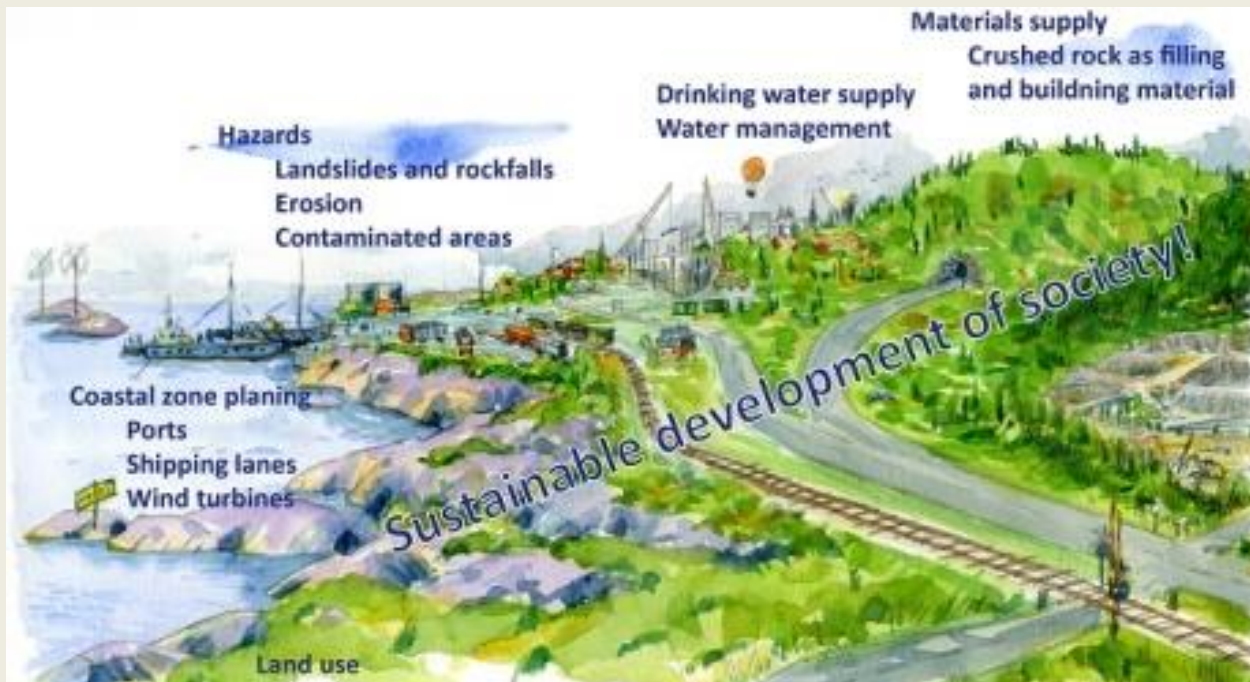 Materials supply
Crushed rock as filling
and buildning material
Drinking water supply
Water management
Hazards
Landslides and rockfalls
Erosion
Contaminated areas
Sustainable development of society!
Coastal zone planing
Ports
Shipping lanes
Wind turbines
Land use